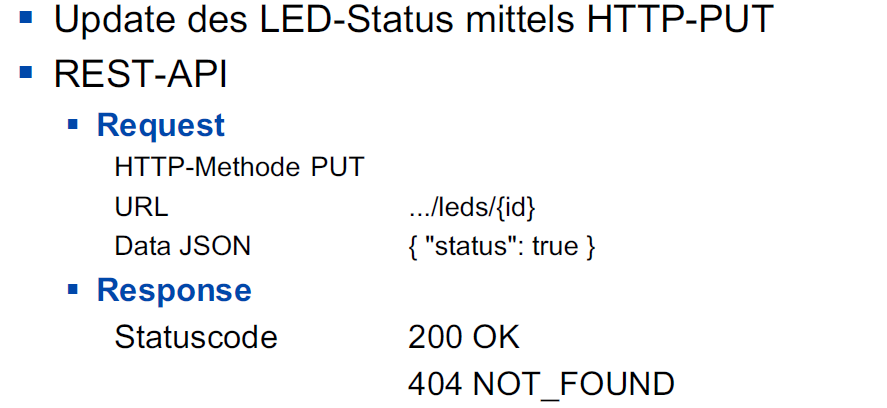 Update des LED-Status mittels HTTP-PUT
REST-API
Request
HTTP-Methode PUT
URL .../leds/{id}
Data JSON { "status": true }
Response
Statuscode 200 OK
404 NOT_FOUND